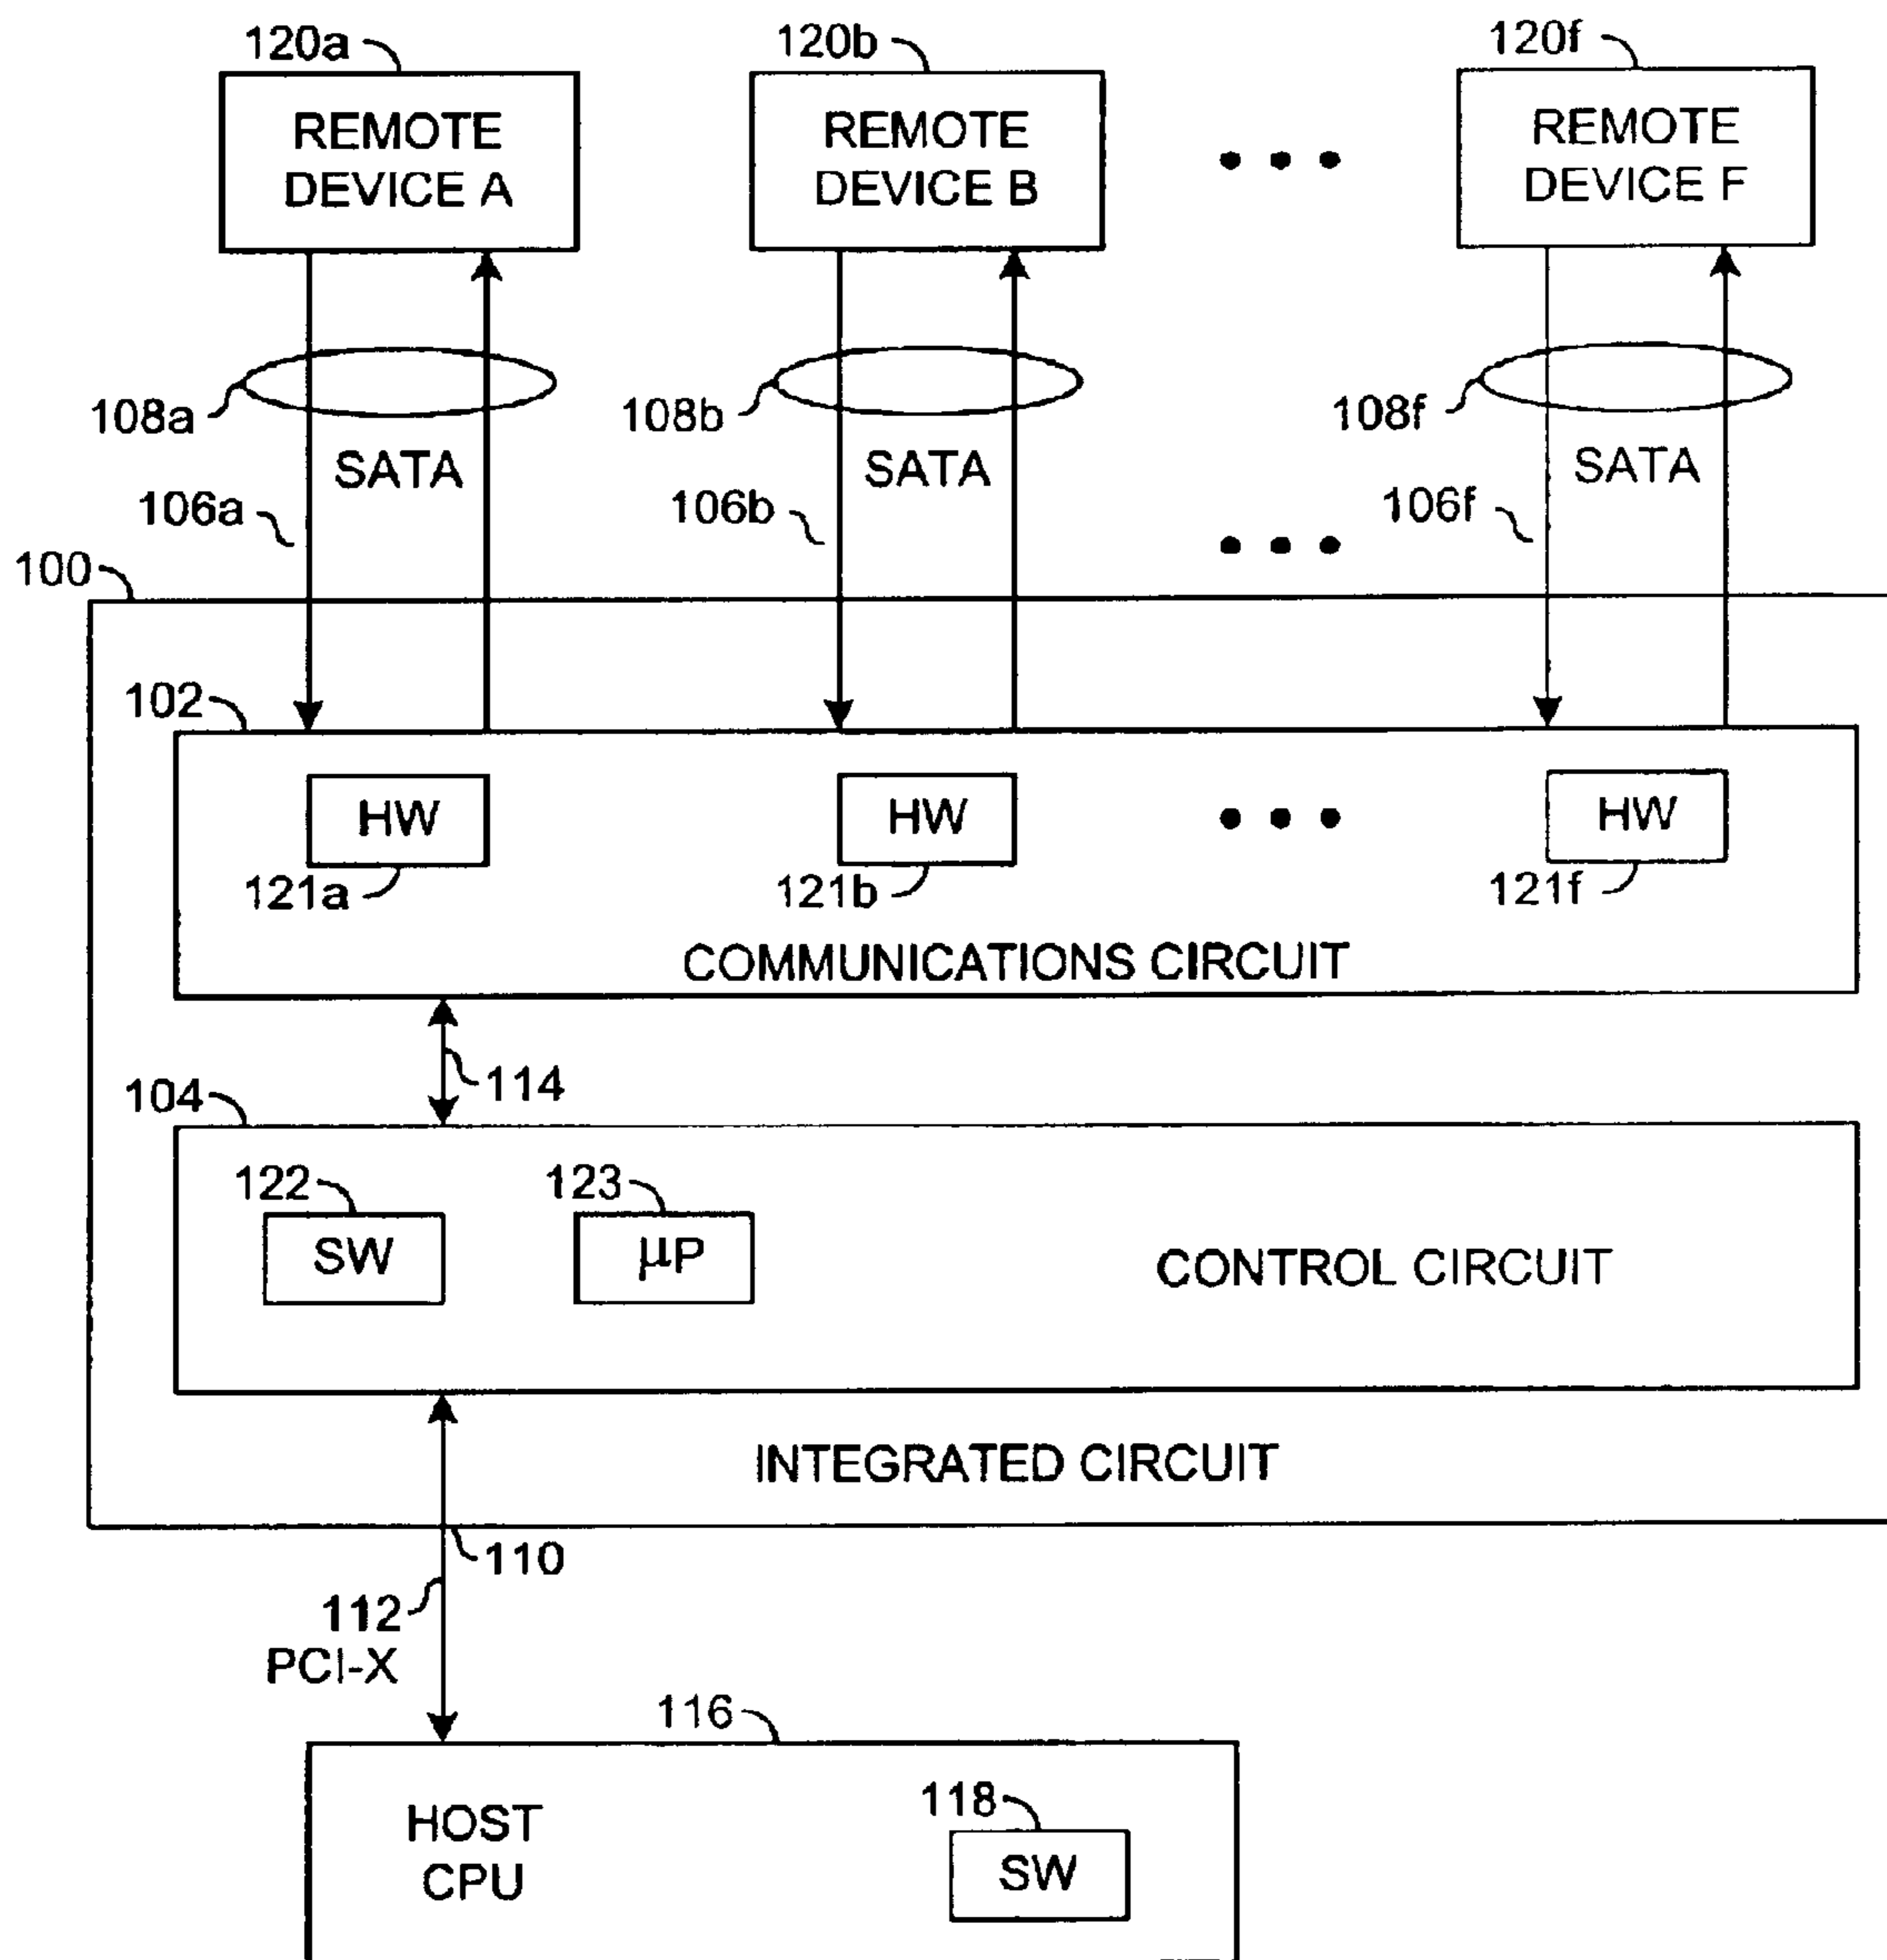 120a
120b
120f
REMOTE
DEVICE A
REMOTE
DEVICE B
REMOTE
DEVICE F
108a
108b
108f
SATA
SATA
SATA
106a
106b
106f
100
102
HW
HW
HW
121a
121b
121f
COMMUNICATIONS CIRCUIT
114
104
122
123
SW
µP
CONTROL CIRCUIT
INTEGRATED CIRCUIT
110
112
PCI-X
116
118
HOST
CPU
SW